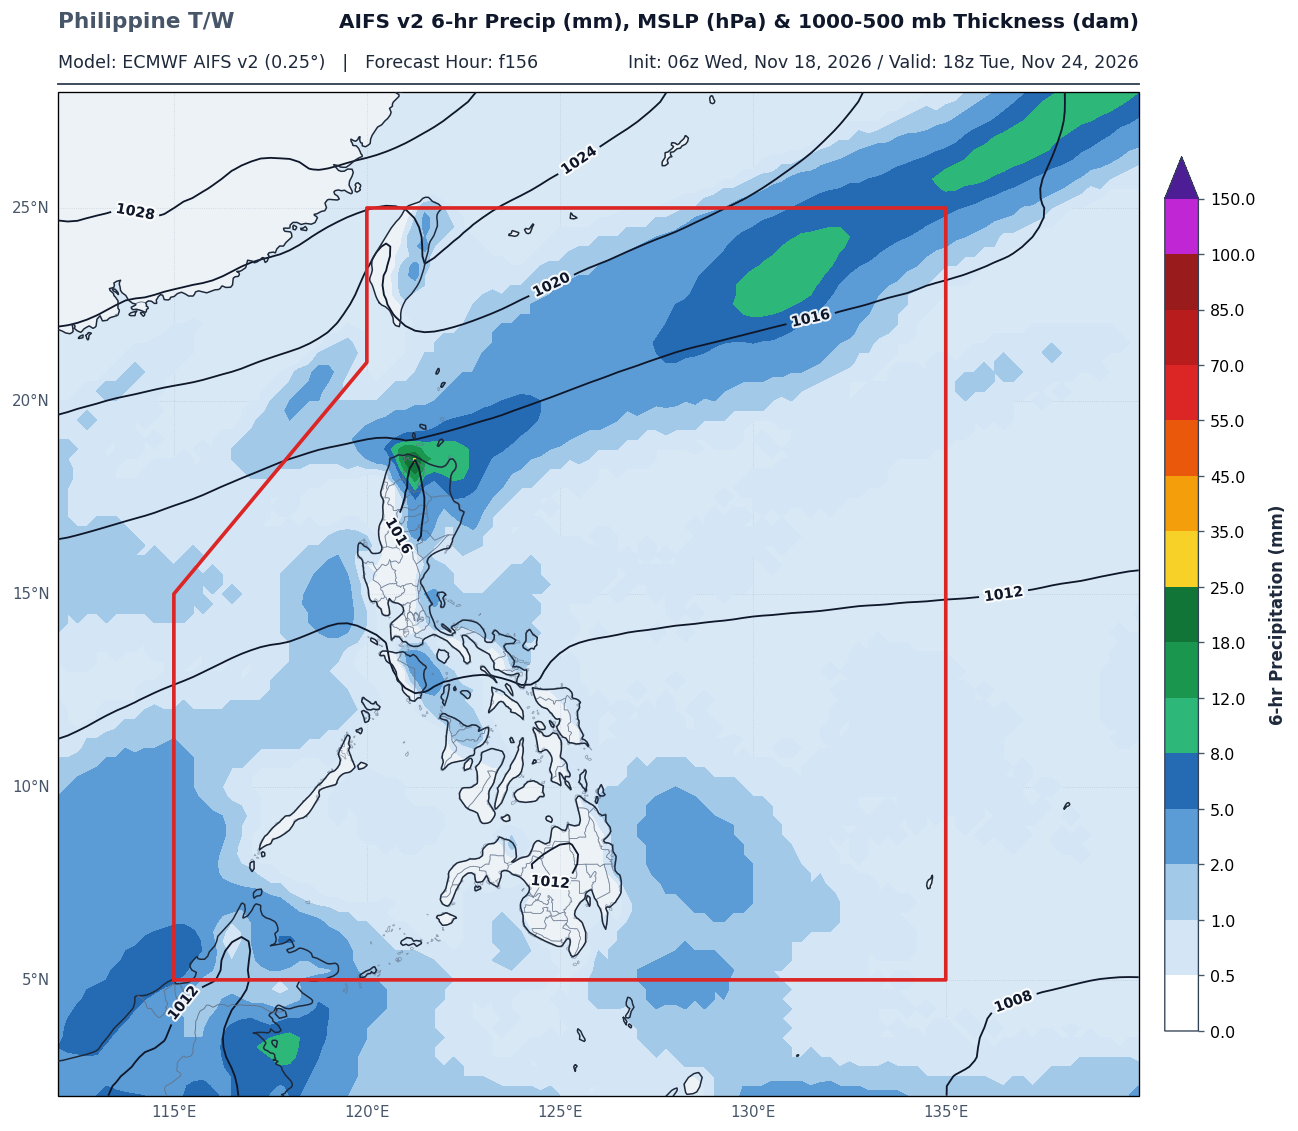 Philippine T/W
AIFS v2 6-hr Precip (mm), MSLP (hPa) & 1000-500 mb Thickness (dam)
Model: ECMWF AIFS v2 (0.25°) | Forecast Hour: f156
Init: 06z Wed, Nov 18, 2026 / Valid: 18z Tue, Nov 24, 2026
1024
1028
25°N
1020
1016
20°N
1016
15°N
1012
10°N
1012
5°N
1012
1008
115°E
120°E
125°E
130°E
135°E
150.0
100.0
85.0
70.0
55.0
45.0
35.0
25.0
18.0
12.0
8.0
5.0
2.0
1.0
0.5
0.0
6-hr Precipitation (mm)